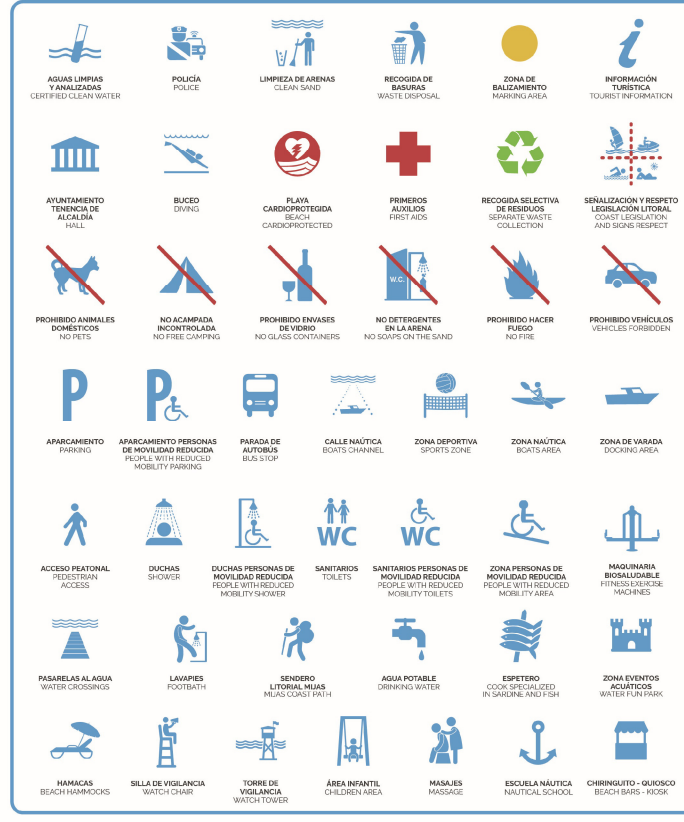 AGUAS LIMPIAS
Y ANALIZADAS
CERTIFIED CLEAN WATER
POLICÍA
POLICE
LIMPIEZA DE ARENAS
CLEAN SAND
RECOGIDA DE
BASURAS
WASTE DISPOSAL
ZONA DE
BALIZAMIENTO
MARKING AREA
INFORMACIÓN
TURÍSTICA
TOURIST INFORMATION
AYUNTAMIENTO
TENENCIA DE
ALCALDÍA
HALL
BUCEO
DIVING
PLAYA
CARDIOPROTEGIDA
BEACH
CARDIOPROTECTED
PRIMEROS
AUXILIOS
FIRST AIDS
RECOGIDA SELECTIVA
DE RESIDUOS
SEPARATE WASTE
COLLECTION
SEÑALIZACIÓN Y RESPETO
LEGISLACIÓN LITORAL
COAST LEGISLATION
AND SIGNS RESPECT
W.C.
PROHIBIDO ANIMALES
DOMÉSTICOS
NO PETS
NO ACAMPADA
INCONTROLADA
NO FREE CAMPING
PROHIBIDO ENVASES
DE VIDRIO
NO GLASS CONTAINERS
NO DETERGENTES
EN LA ARENA
NO SOAPS ON THE SAND
PROHIBIDO HACER
FUEGO
NO FIRE
PROHIBIDO VEHÍCULOS
VEHICLES FORBIDDEN
P
APARCAMIENTO
PARKING
P
APARCAMIENTO PERSONAS
DE MOVILIDAD REDUCIDA
PEOPLE WITH REDUCED
MOBILITY PARKING
PARADA DE
AUTOBÚS
BUS STOP
CALLE NAÚTICA
BOATS CHANNEL
ZONA DEPORTIVA
SPORTS ZONE
ZONA NAÚTICA
BOATS AREA
ZONA DE VARADA
DOCKING AREA
ACCESO PEATONAL
PEDESTRIAN
ACCESS
DUCHAS
SHOWER
DUCHAS PERSONAS DE
MOVILIDAD REDUCIDA
PEOPLE WITH REDUCED
MOBILITY SHOWER
WC
SANITARIOS
TOILETS
WC
SANITARIOS PERSONAS DE
MOVILIDAD REDUCIDA
PEOPLE WITH REDUCED
MOBILITY TOILETS
ZONA PERSONAS DE
MOVILIDAD REDUCIDA
PEOPLE WITH REDUCED
MOBILITY AREA
MAQUINARIA
BIOSALUDABLE
FITNESS EXERCISE
MACHINES
PASARELAS AL AGUA
WATER CROSSINGS
LAVAPIES
FOOTBATH
SENDERO
LITORIAL MIJAS
MIJAS COAST PATH
AGUA POTABLE
DRINKING WATER
ESPETERO
COOK SPECIALIZED
IN SARDINE AND FISH
ZONA EVENTOS
ACUÁTICOS
WATER FUN PARK
HAMACAS
BEACH HAMMOCKS
SILLA DE VIGILANCIA
WATCH CHAIR
TORRE DE
VIGILANCIA
WATCH TOWER
ÁREA INFANTIL
CHILDREN AREA
MASAJES
MASSAGE
ESCUELA NÁUTICA
NAUTICAL SCHOOL
CHIRINGUITO - QUIOSCO
BEACH BARS - KIOSK